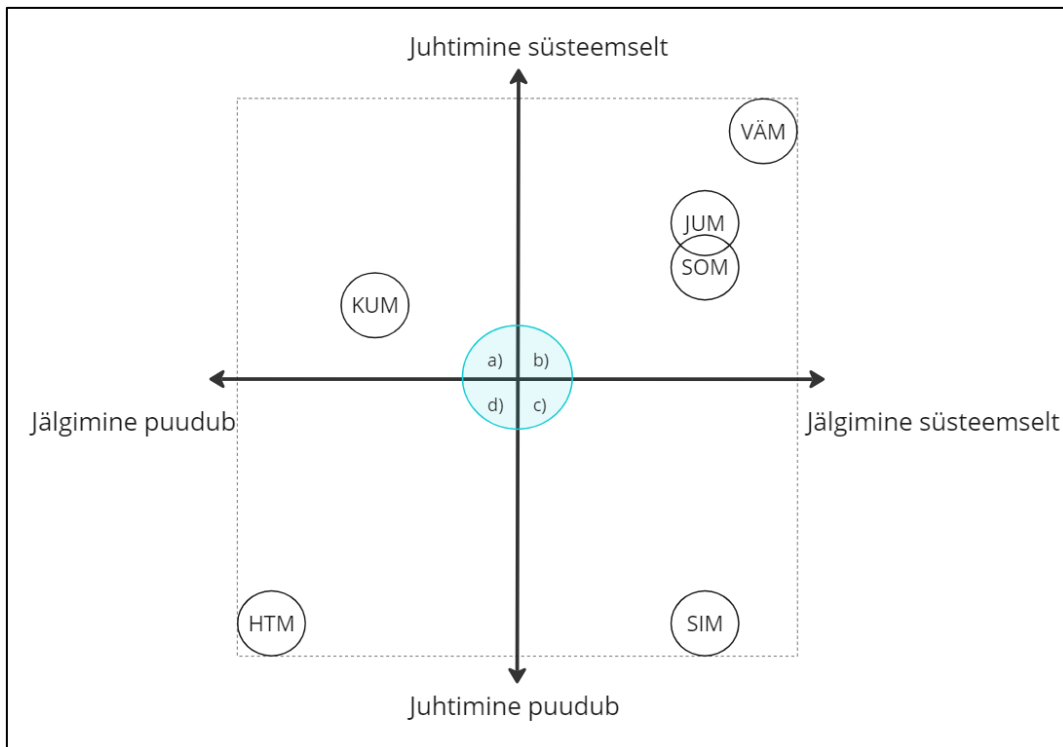 Juhtimine süsteemselt
VÄM
JUM
SOM
KUM
a) b)
d) c)
Jälgimine puudub
Jälgimine süsteemselt
HTM
SIM
Juhtimine puudub